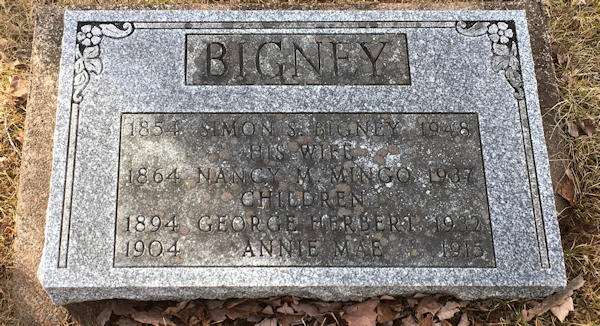 BIGNEY
1854 SIMON S. BIGNEY 1948
HIS WIFE
1864 NANCY M. MINGO 1937
CHILDREN
1894 GEORGE HERBERT 1932
1904 ANNIE MAE 1915